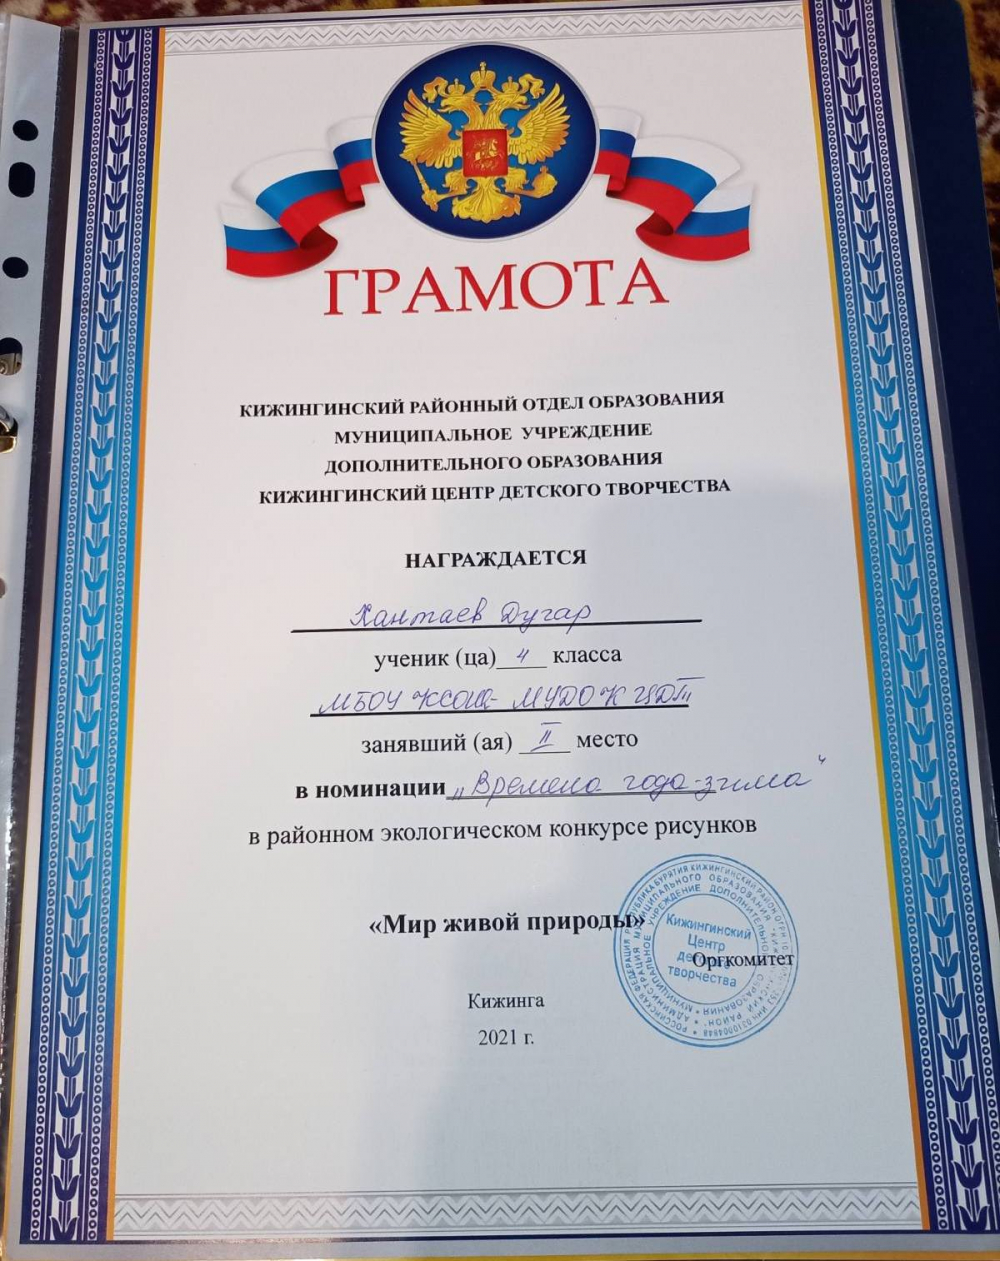 ГРАМОТА
КИЖИНГИНСКИЙ РАЙОННЫЙ ОТДЕЛ ОБРАЗОВАНИЯ
МУНИЦИПАЛЬНОЕ УЧРЕЖДЕНИЕ
ДОПОЛНИТЕЛЬНОГО ОБРАЗОВАНИЯ
КИЖИНГИНСКИЙ ЦЕНТР ДЕТСКОГО ТВОРЧЕСТВА
НАГРАЖДАЕТСЯ
Хантаев Дугар
ученик (ца) 4 класса
МБОУ КСОШ- МУДО КЦДТ
занявший (ая) II место
в номинации „Времена года-зима“
в районном экологическом конкурсе рисунков
«Мир живой природы»
Кижингинский
Центр
детского
творчества
Оргкомитет
Кижинга
2021 г.